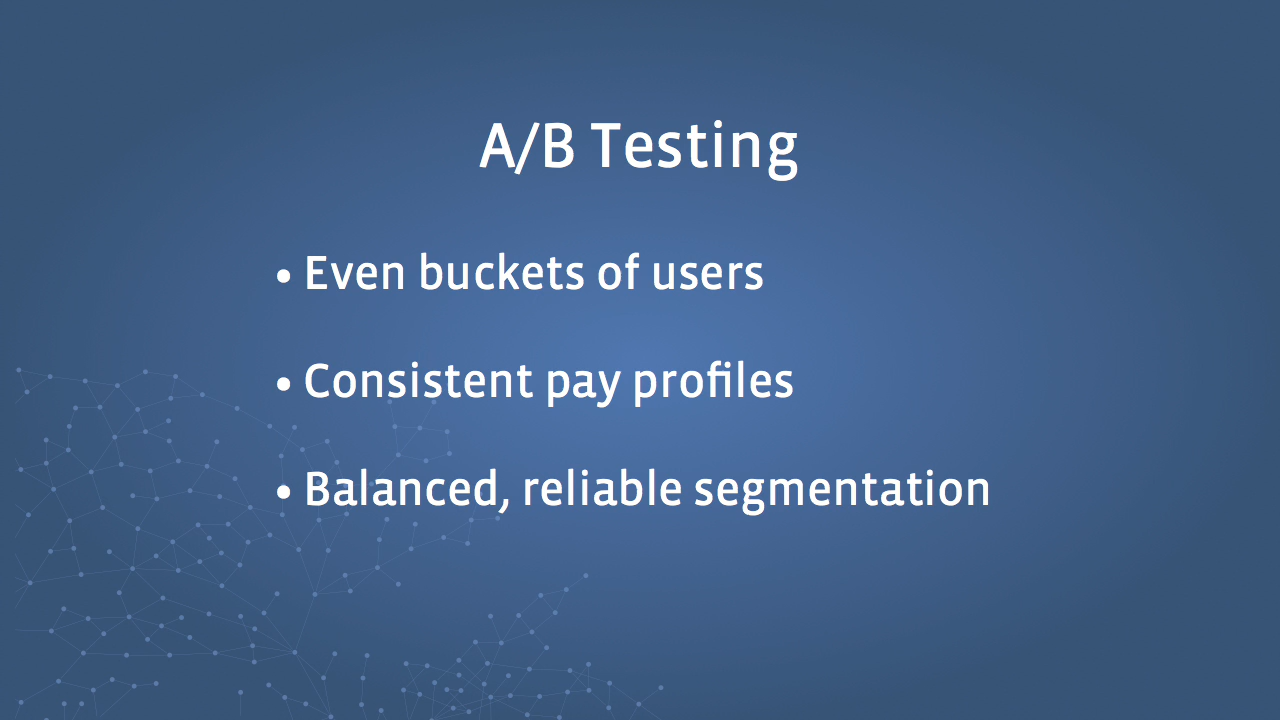 A/B Testing
• Even buckets of users
• Consistent pay profiles
• Balanced, reliable segmentation